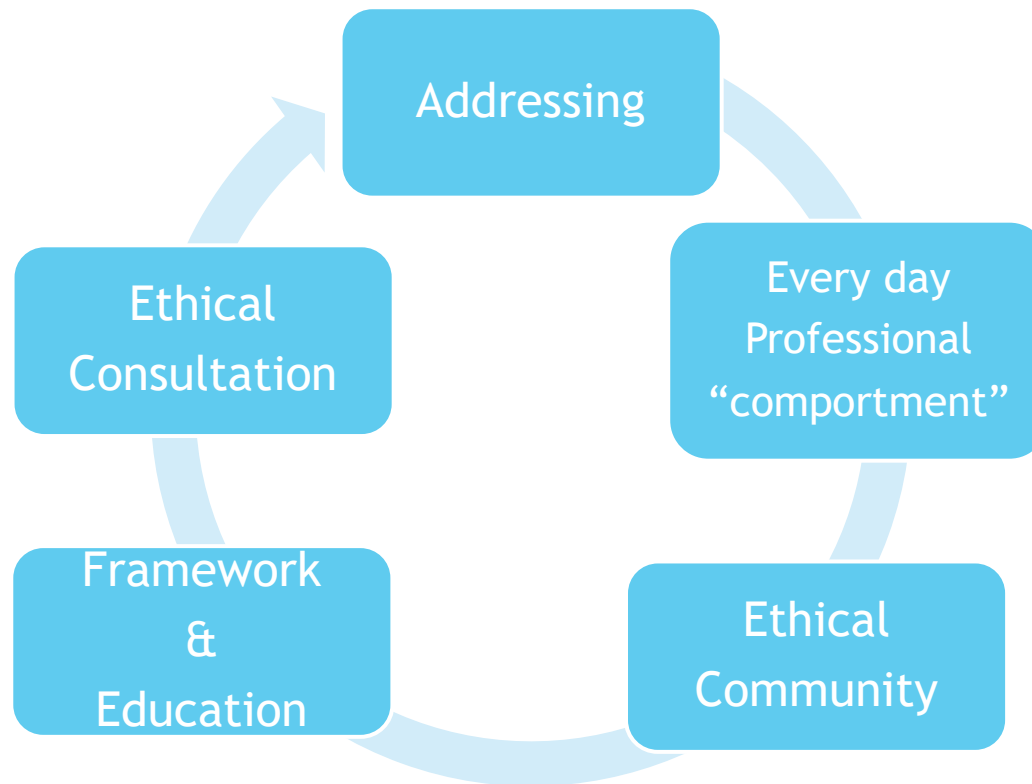 Addressing
Every day
Professional
“comportment”
Ethical
Community
Framework
&
Education
Ethical
Consultation